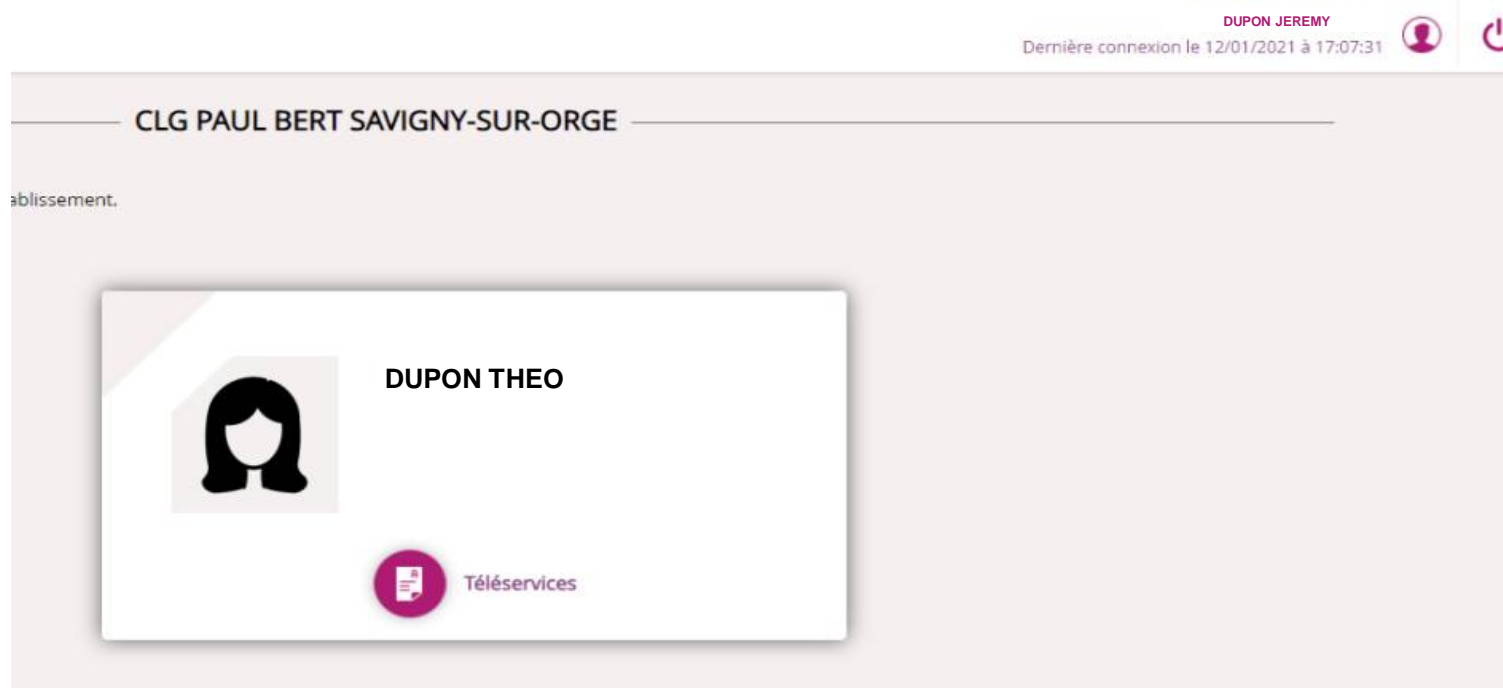 DUPON JEREMY
Dernière connexion le 12/01/2021 à 17:07:31
CLG PAUL BERT SAVIGNY-SUR-ORGE
ablissement.
DUPON THEO
Téléservices